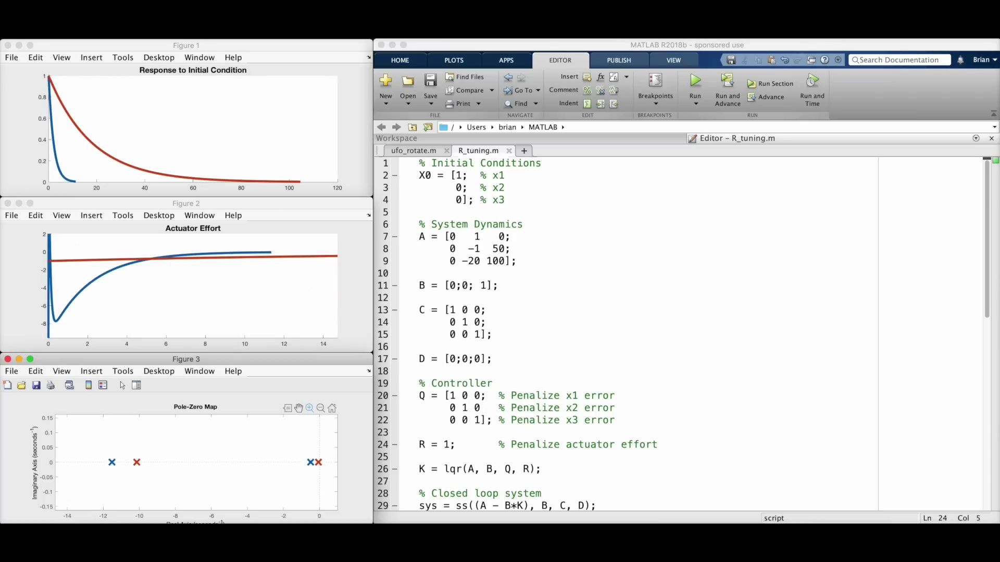 Figure 1
File Edit View Insert Tools Desktop Window Help
Response to Initial Condition
1
0.8
0.6
0.4
0.2
0
0 20 40 60 80 100 120
Figure 2
File Edit View Insert Tools Desktop Window Help
Actuator Effort
2
0
-2
-4
-6
-8
0 2 4 6 8 10 12 14
Figure 3
File Edit View Insert Tools Desktop Window Help
Pole-Zero Map
Imaginary Axis (seconds⁻¹)
0.15
0.1
0.05
0
-0.05
-0.1
-0.15
-14 -12 -10 -8 -6 -4 -2 0
MATLAB R2018b - sponsored use
HOME PLOTS APPS EDITOR PUBLISH VIEW
Search Documentation Brian
New Open Save
Find Files
Compare
Print
FILE
Go To
Find
NAVIGATE
Insert fx
Comment
Indent
EDIT
Breakpoints
BREAKPOINTS
Run
Run and Advance
Run Section
Advance
Run and Time
RUN
/ Users brian MATLAB
Workspace
Editor – R_tuning.m
ufo_rotate.m R_tuning.m +
1 % Initial Conditions
2 – X0 = [1; % x1
3 0; % x2
4 0]; % x3
5
6 % System Dynamics
7 – A = [0 1 0;
8 0 -1 50;
9 0 -20 100];
10
11 – B = [0;0; 1];
12
13 – C = [1 0 0;
14 0 1 0;
15 0 0 1];
16
17 – D = [0;0;0];
18
19 % Controller
20 – Q = [1 0 0; % Penalize x1 error
21 0 1 0 % Penalize x2 error
22 0 0 1]; % Penalize x3 error
23
24 – R = 1; % Penalize actuator effort
25
26 – K = lqr(A, B, Q, R);
27
28 % Closed loop system
29 – sys = ss((A - B*K), B, C, D);
script Ln 24 Col 5